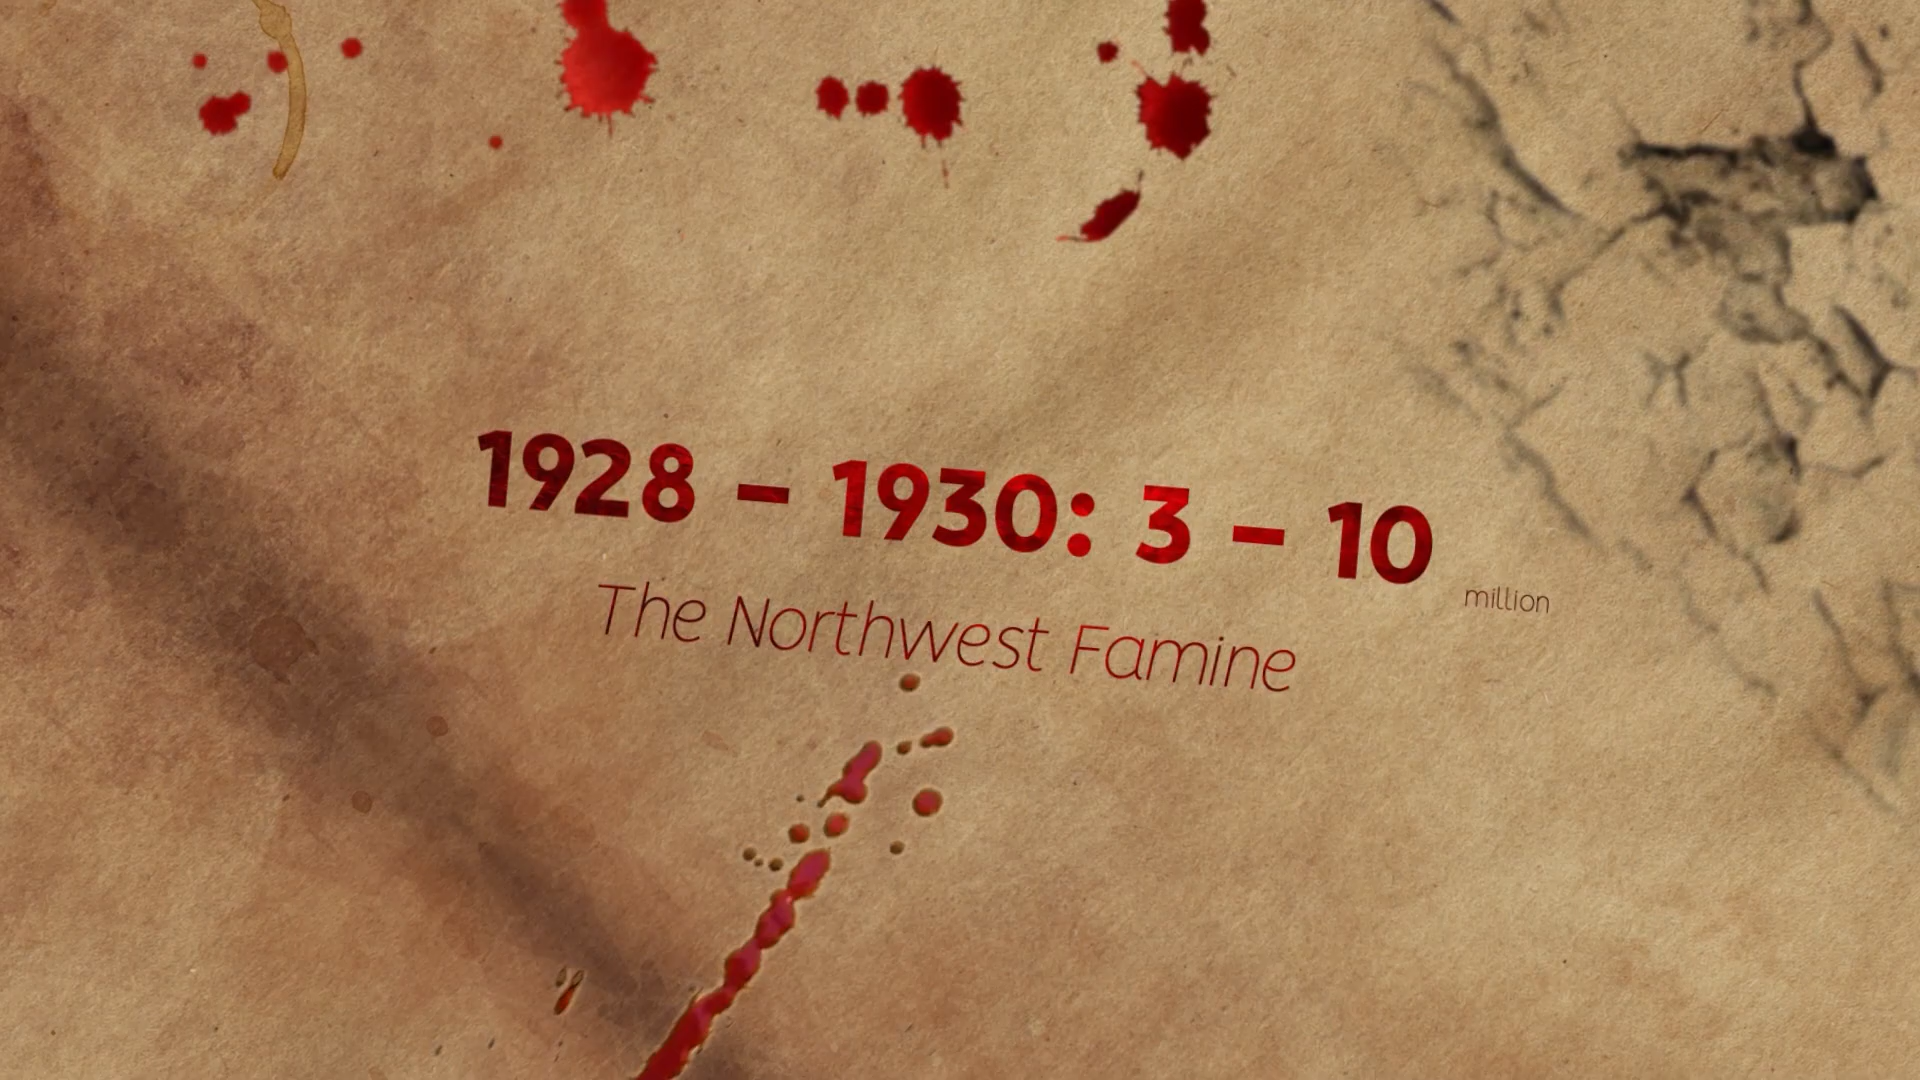 1928 – 1930: 3 – 10 million
The Northwest Famine